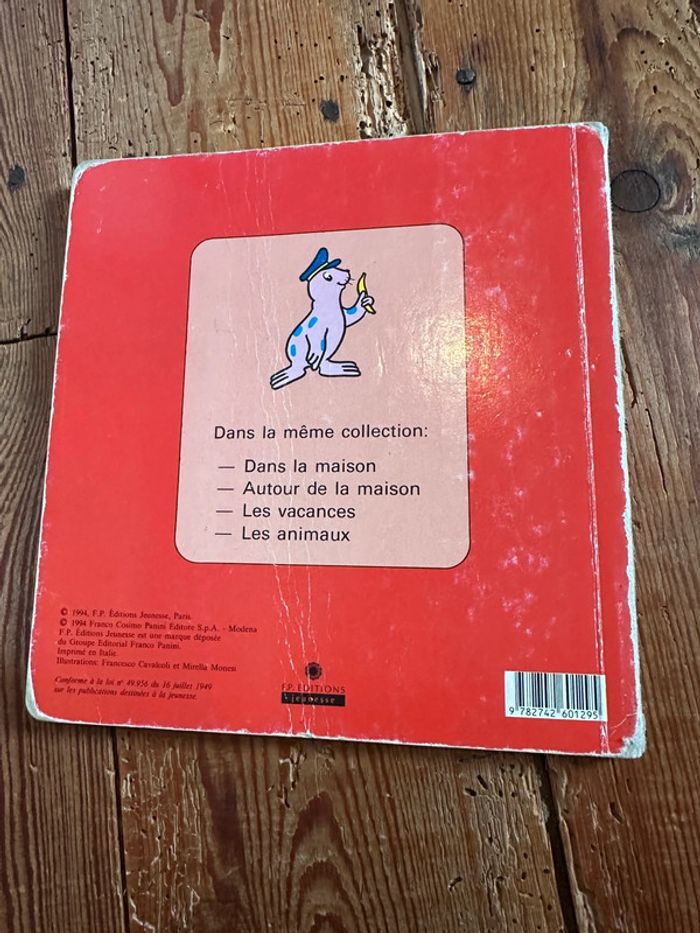 Dans la même collection:
— Dans la maison
— Autour de la maison
— Les vacances
— Les animaux
© 1994, F.P. Éditions Jeunesse, Paris.
© 1994 Franco Cosimo Panini Editore S.p.A. - Modena
F.P. Éditions Jeunesse est une marque déposée
du Groupe Editorial Franco Panini.
Imprimé en Italie.
Illustrations: Francesco Cavalcoli et Mirella Monesi
Conforme à la loi n° 49.956 du 16 juillet 1949
sur les publications destinées à la jeunesse.
F.P. EDITIONS
jeunesse
9 782742 601295